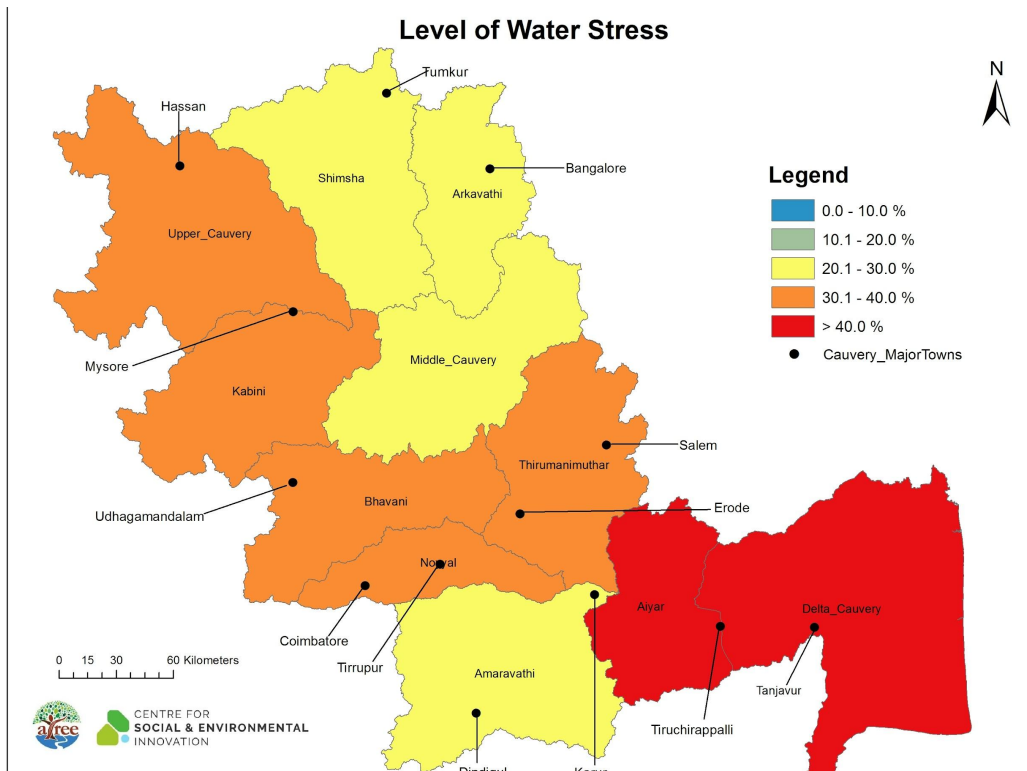 Level of Water Stress
N
Tumkur
Hassan
Bangalore
Shimsha
Arkavathi
Upper_Cauvery
Legend
0.0 - 10.0 %
10.1 - 20.0 %
20.1 - 30.0 %
30.1 - 40.0 %
> 40.0 %
Cauvery_MajorTowns
Mysore
Middle_Cauvery
Kabini
Salem
Thirumanimuthar
Bhavani
Udhagamandalam
Erode
Aiyar
Delta_Cauvery
Coimbatore
0 15 30 60 Kilometers
Tirrupur
Amaravathi
Tanjavur
Tiruchirappalli
atree
CENTRE FOR
SOCIAL & ENVIRONMENTAL
INNOVATION